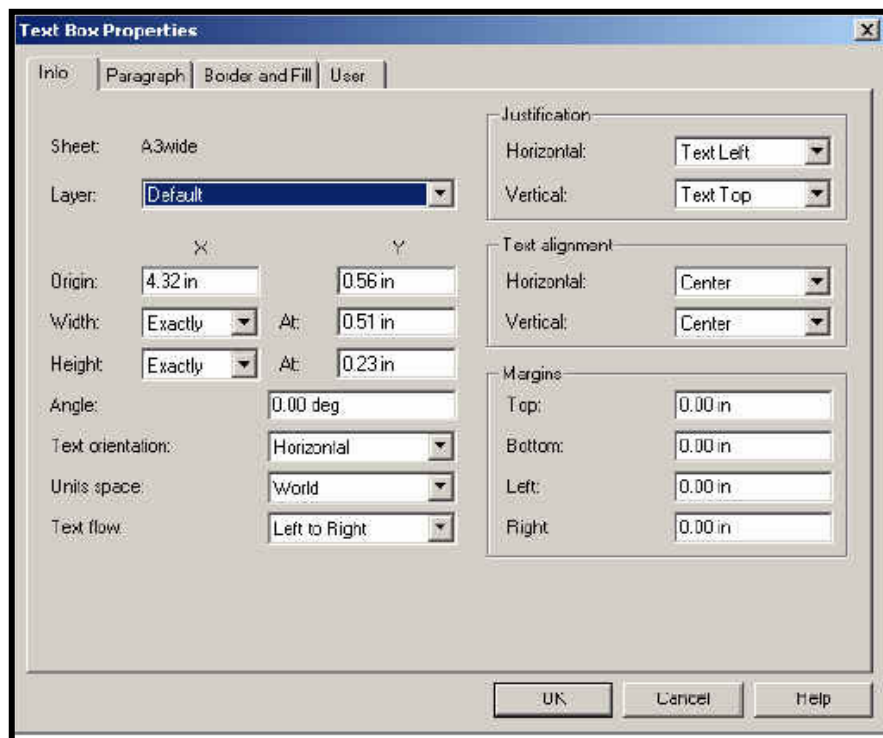 Text Box Properties
Info Paragraph Border and Fill User
Sheet: A3wide
Layer: Default
X Y
Origin: 4.32 in 0.56 in
Width: Exactly At: 0.51 in
Height: Exactly At: 0.23 in
Angle: 0.00 deg
Text orientation: Horizontal
Units space: World
Text flow: Left to Right
Justification
Horizontal: Text Left
Vertical: Text Top
Text alignment
Horizontal: Center
Vertical: Center
Margins
Top: 0.00 in
Bottom: 0.00 in
Left: 0.00 in
Right: 0.00 in
OK Cancel Help